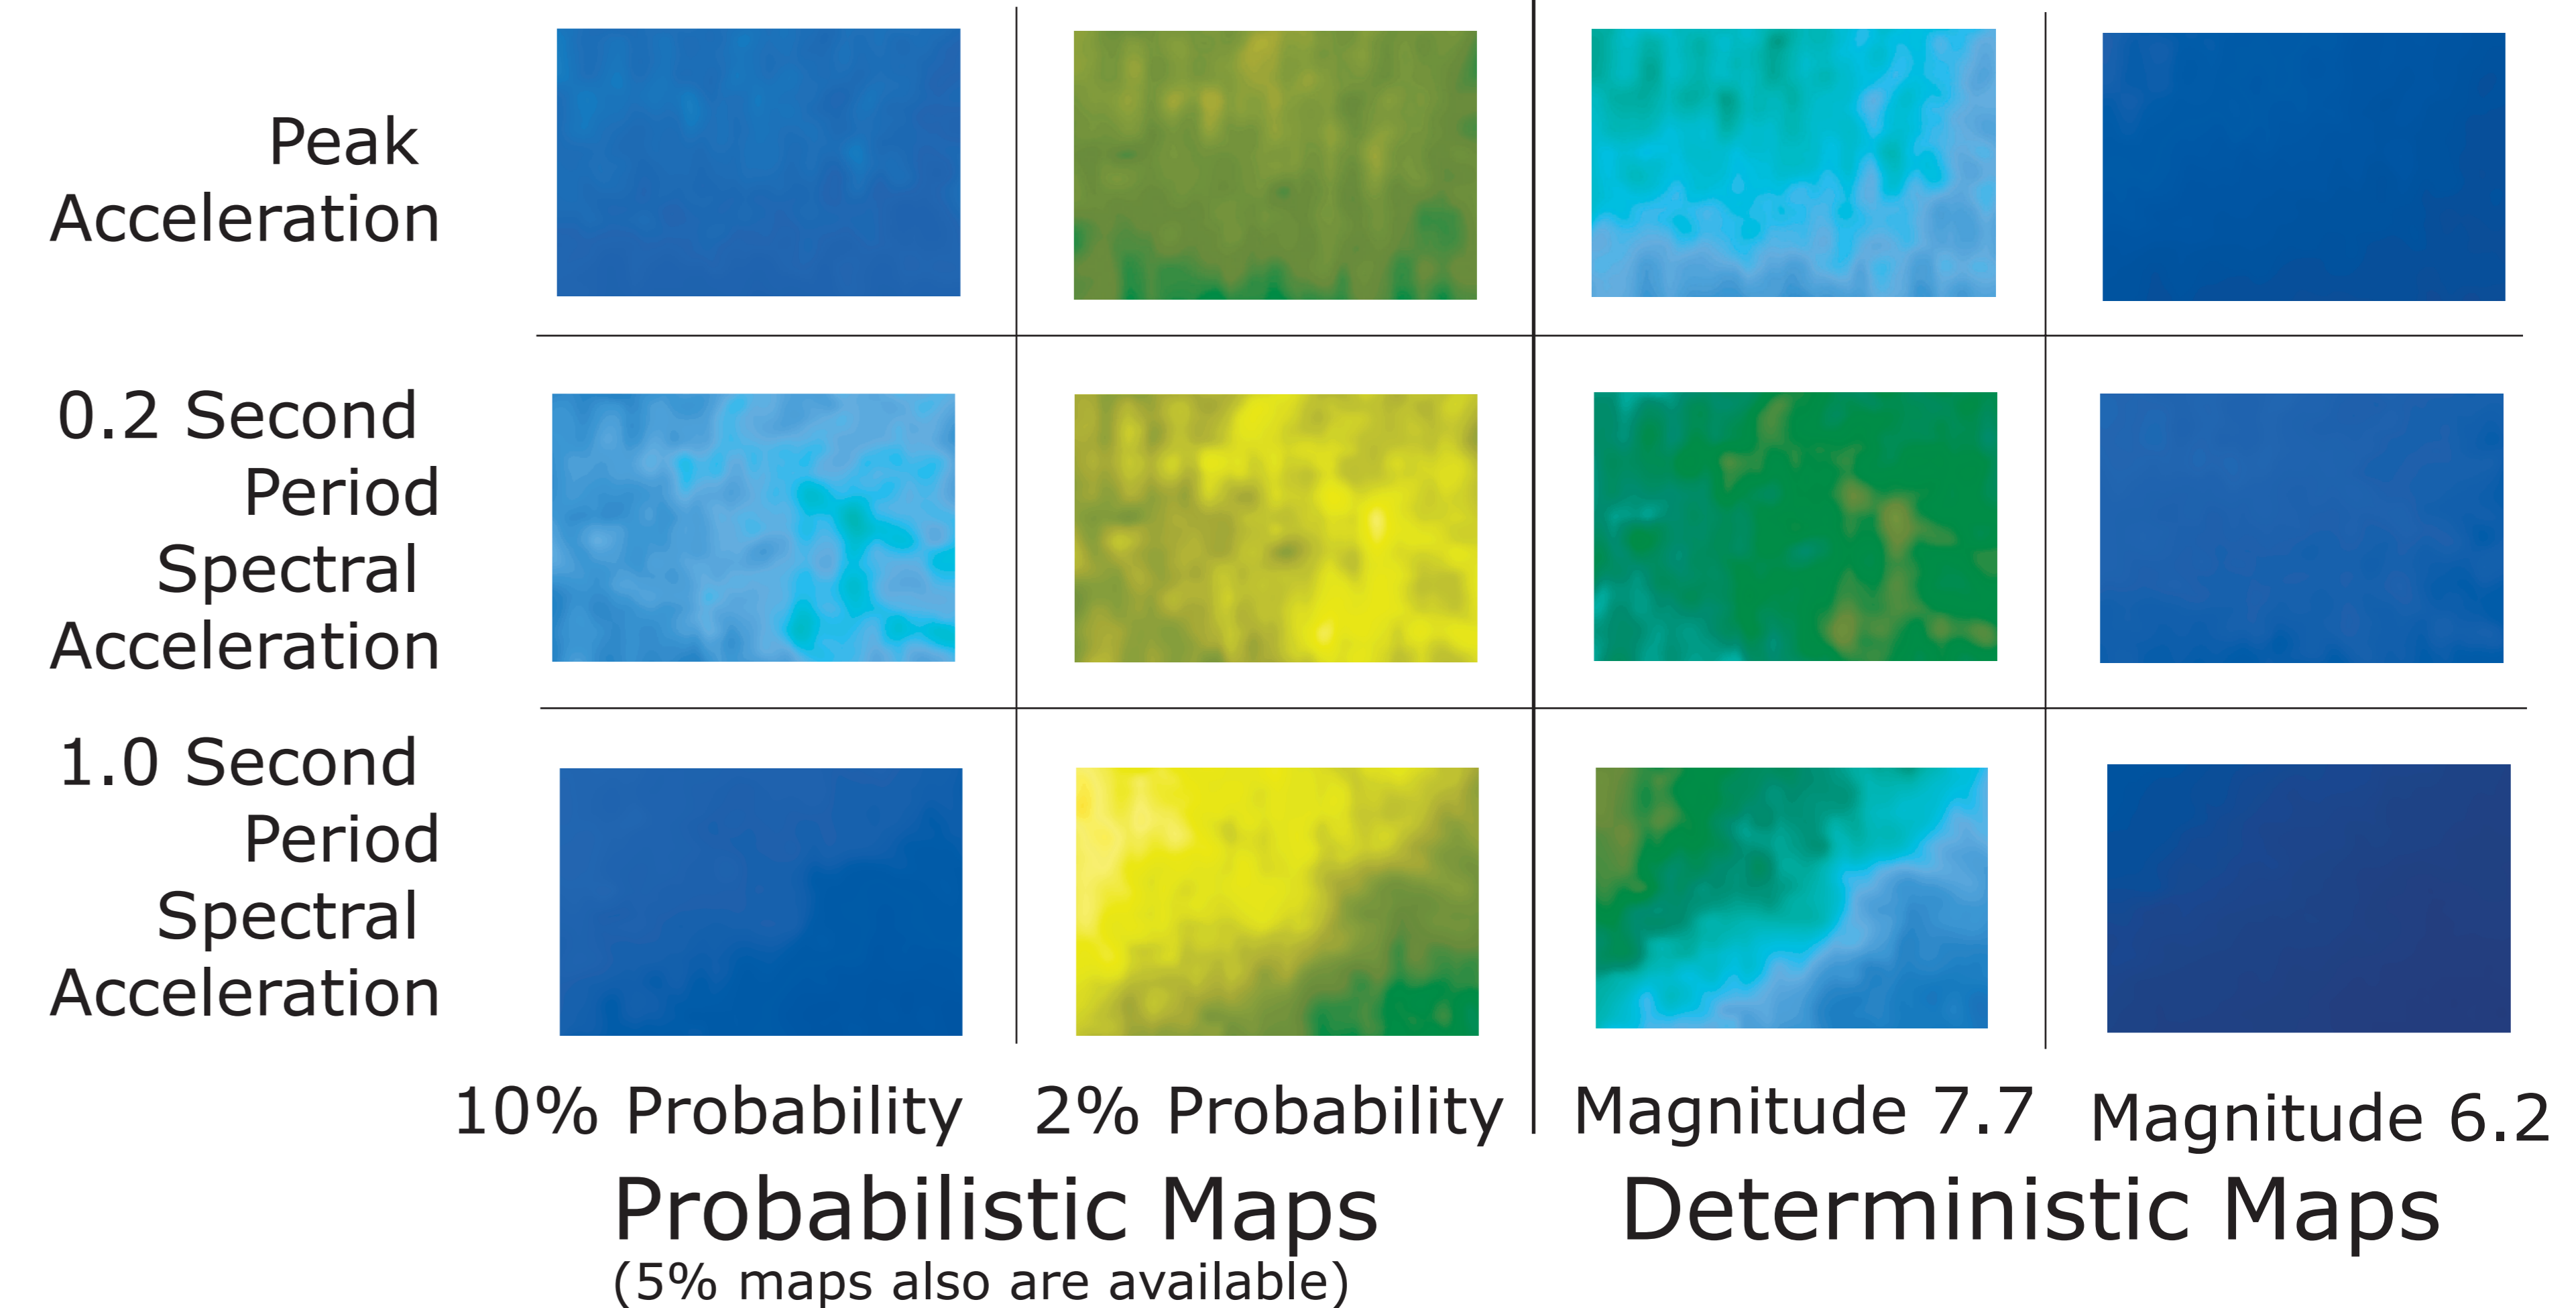 Peak
Acceleration
0.2 Second
Period
Spectral
Acceleration
1.0 Second
Period
Spectral
Acceleration
10% Probability
2% Probability
Magnitude 7.7
Magnitude 6.2
Probabilistic Maps
Deterministic Maps
(5% maps also are available)